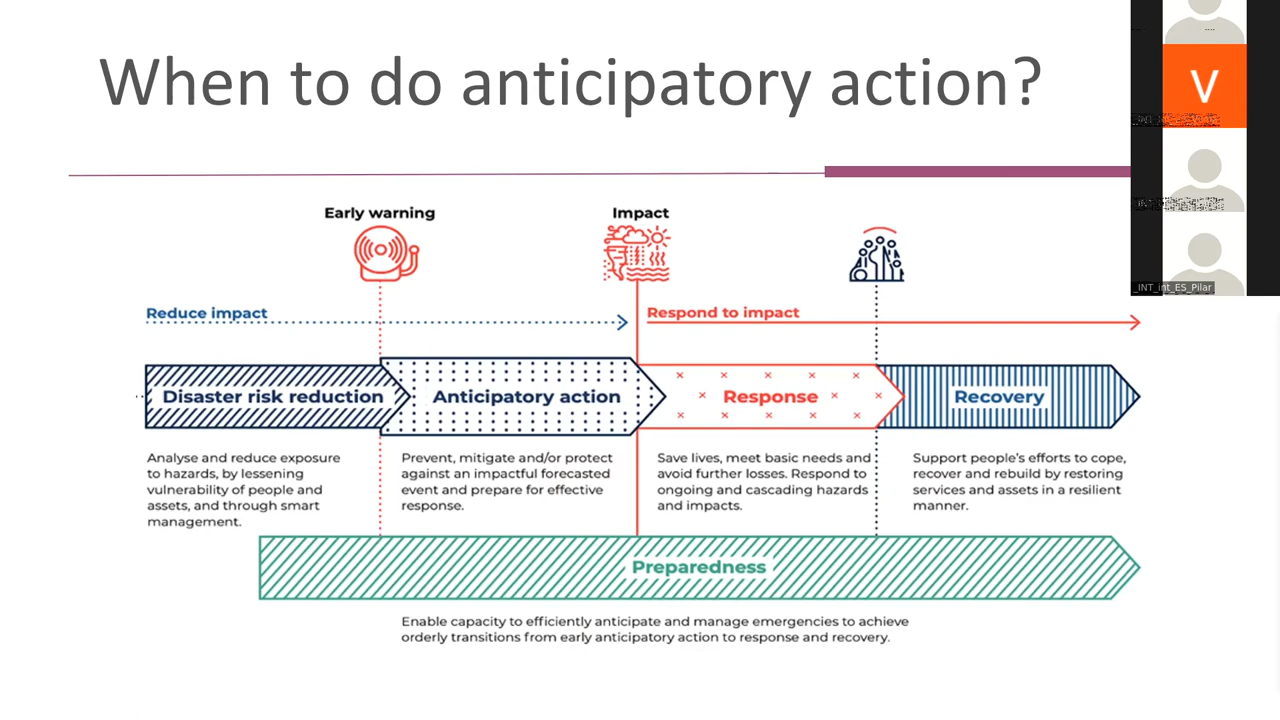 When to do anticipatory action?
V
_INT_int_ES_Pilar
Early warning
Impact
Reduce impact
Respond to impact
Disaster risk reduction
Anticipatory action
Response
Recovery
Analyse and reduce exposure
to hazards, by lessening
vulnerability of people and
assets, and through smart
management.
Prevent, mitigate and/or protect
against an impactful forecasted
event and prepare for effective
response.
Save lives, meet basic needs and
avoid further losses. Respond to
ongoing and cascading hazards
and impacts.
Support people's efforts to cope,
recover and rebuild by restoring
services and assets in a resilient
manner.
Preparedness
Enable capacity to efficiently anticipate and manage emergencies to achieve
orderly transitions from early anticipatory action to response and recovery.